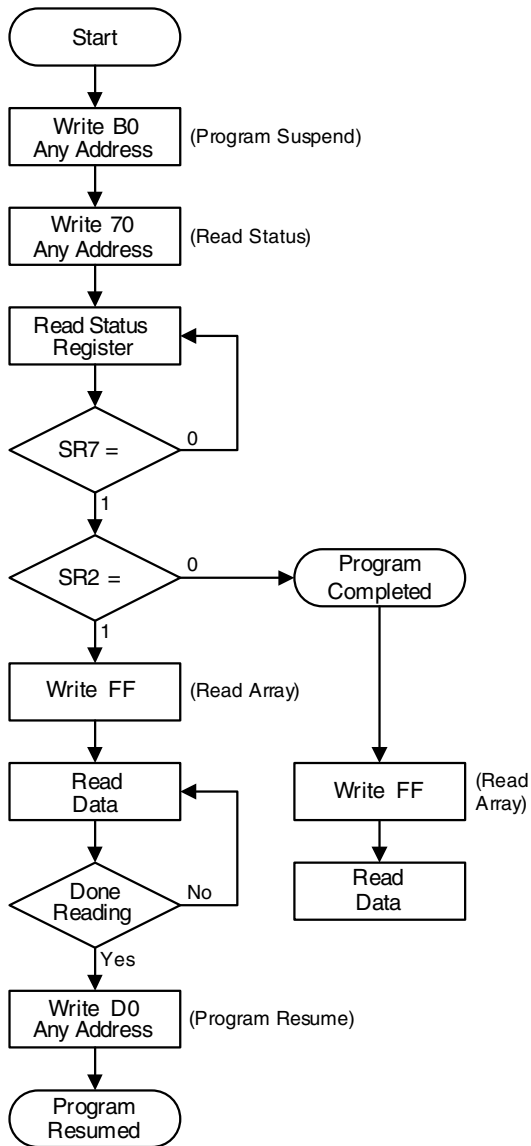 Start
Write B0
Any Address
(Program Suspend)
Write 70
Any Address
(Read Status)
Read Status
Register
SR7 =
0
1
SR2 =
0
Program
Completed
1
Write FF
(Read Array)
Read
Data
Write FF
(Read
Array)
Done
Reading
No
Read
Data
Yes
Write D0
Any Address
(Program Resume)
Program
Resumed